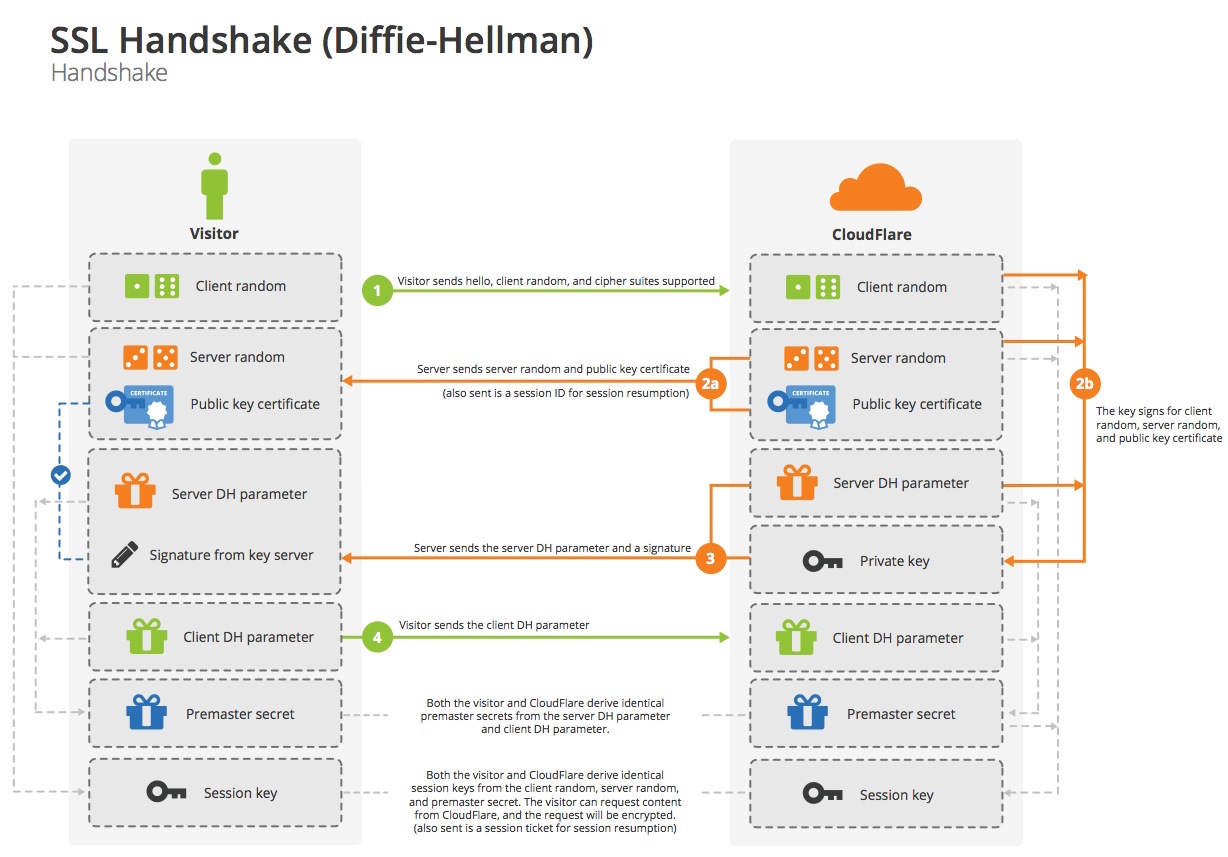 SSL Handshake (Diffie-Hellman)
Handshake
Visitor
CloudFlare
Client random
1
Visitor sends hello, client random, and cipher suites supported
Client random
Server random
Server sends server random and public key certificate
2a
Server random
2b
CERTIFICATE
Public key certificate
(also sent is a session ID for session resumption)
CERTIFICATE
Public key certificate
The key signs for client
random, server random,
and public key certificate
Server DH parameter
Server DH parameter
Signature from key server
Server sends the server DH parameter and a signature
3
Private key
Client DH parameter
4
Visitor sends the client DH parameter
Client DH parameter
Premaster secret
Both the visitor and CloudFlare derive identical
premaster secrets from the server DH parameter
and client DH parameter.
Premaster secret
Session key
Both the visitor and CloudFlare derive identical
session keys from the client random, server random,
and premaster secret. The visitor can request content
from CloudFlare, and the request will be encrypted.
(also sent is a session ticket for session resumption)
Session key